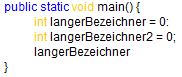 public static void main() {
int langerBezeichner = 0;
int langerBezeichner2 = 0;
langerBezeichner
}